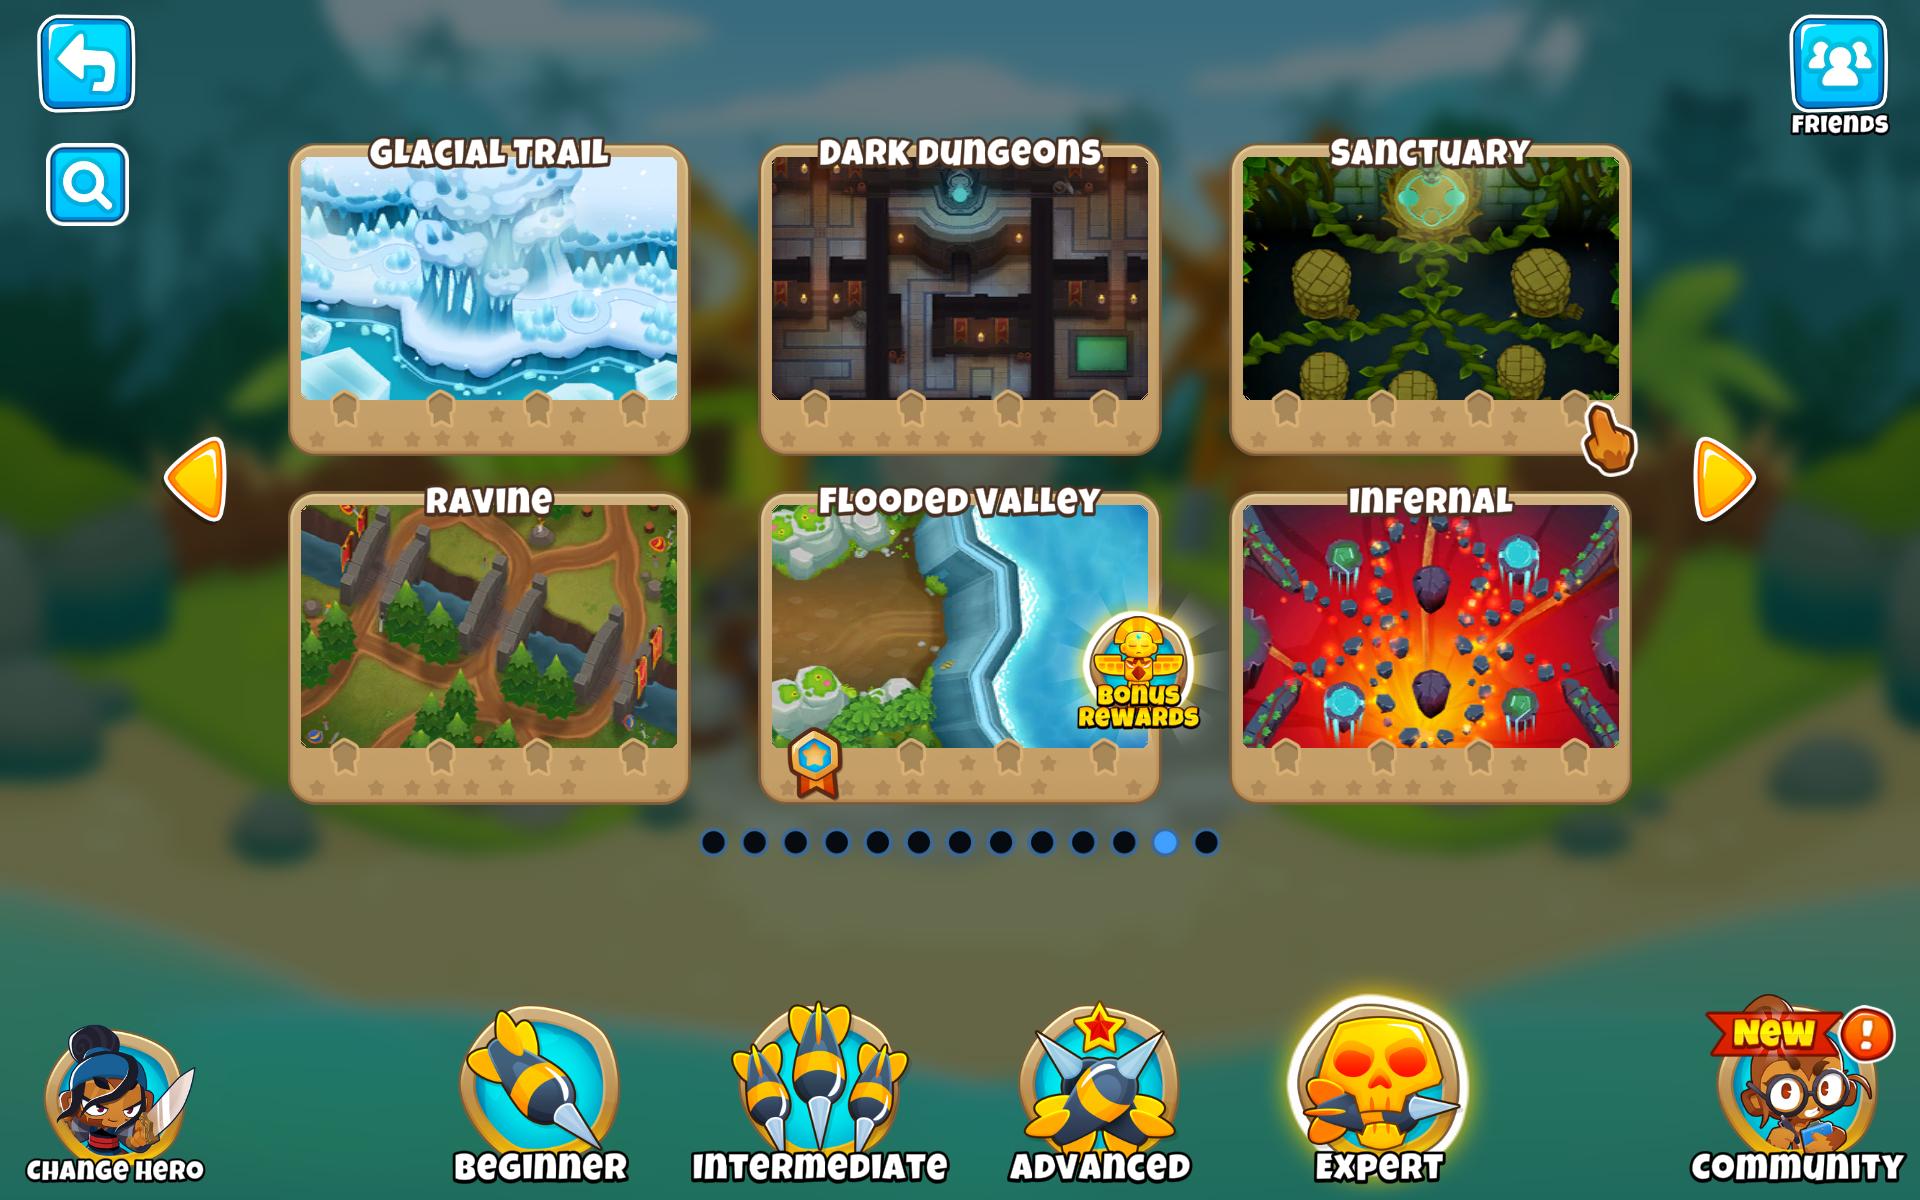 FRIENDS
GLACIAL TRAIL
DARK DUNGEONS
SANCTUARY
RAVINE
FLOODED VALLEY
INFERNAL
BONUS
REWARDS
NEW
!
CHANGE HERO
BEGINNER
INTERMEDIATE
ADVANCED
EXPERT
COMMUNITY